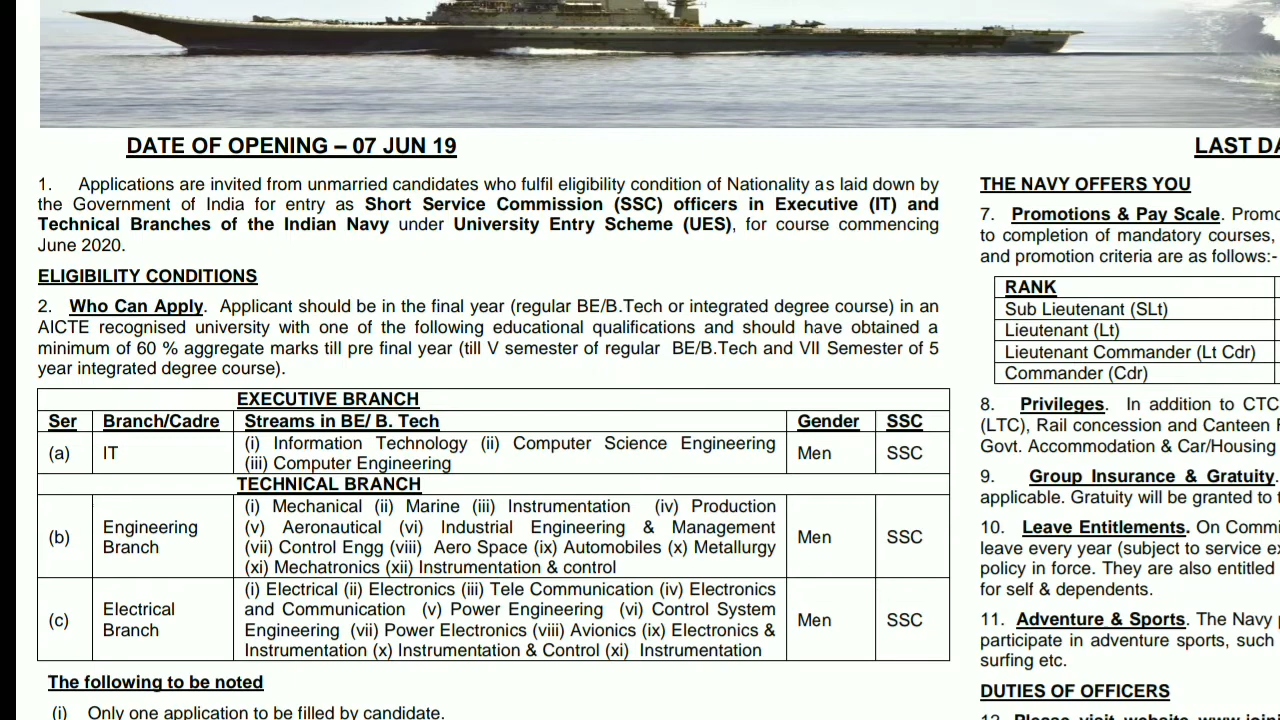 DATE OF OPENING – 07 JUN 19
LAST DA
1. Applications are invited from unmarried candidates who fulfil eligibility condition of Nationality as laid down by
the Government of India for entry as Short Service Commission (SSC) officers in Executive (IT) and
Technical Branches of the Indian Navy under University Entry Scheme (UES), for course commencing
June 2020.
ELIGIBILITY CONDITIONS
2. Who Can Apply. Applicant should be in the final year (regular BE/B.Tech or integrated degree course) in an
AICTE recognised university with one of the following educational qualifications and should have obtained a
minimum of 60 % aggregate marks till pre final year (till V semester of regular BE/B.Tech and VII Semester of 5
year integrated degree course).
EXECUTIVE BRANCH
Ser Branch/Cadre Streams in BE/ B. Tech Gender SSC
(a) IT (i) Information Technology (ii) Computer Science Engineering
(iii) Computer Engineering Men SSC
TECHNICAL BRANCH
(b) Engineering Branch (i) Mechanical (ii) Marine (iii) Instrumentation (iv) Production
(v) Aeronautical (vi) Industrial Engineering & Management
(vii) Control Engg (viii) Aero Space (ix) Automobiles (x) Metallurgy
(xi) Mechatronics (xii) Instrumentation & control Men SSC
(c) Electrical Branch (i) Electrical (ii) Electronics (iii) Tele Communication (iv) Electronics
and Communication (v) Power Engineering (vi) Control System
Engineering (vii) Power Electronics (viii) Avionics (ix) Electronics &
Instrumentation (x) Instrumentation & Control (xi) Instrumentation Men SSC
The following to be noted
(i) Only one application to be filled by candidate.
THE NAVY OFFERS YOU
7. Promotions & Pay Scale. Promo
to completion of mandatory courses,
and promotion criteria are as follows:-
RANK
Sub Lieutenant (SLt)
Lieutenant (Lt)
Lieutenant Commander (Lt Cdr)
Commander (Cdr)
8. Privileges. In addition to CTC
(LTC), Rail concession and Canteen F
Govt. Accommodation & Car/Housing
9. Group Insurance & Gratuity.
applicable. Gratuity will be granted to t
10. Leave Entitlements. On Commi
leave every year (subject to service ex
policy in force. They are also entitled
for self & dependents.
11. Adventure & Sports. The Navy p
participate in adventure sports, such
surfing etc.
DUTIES OF OFFICERS
12. Please visit website www.join